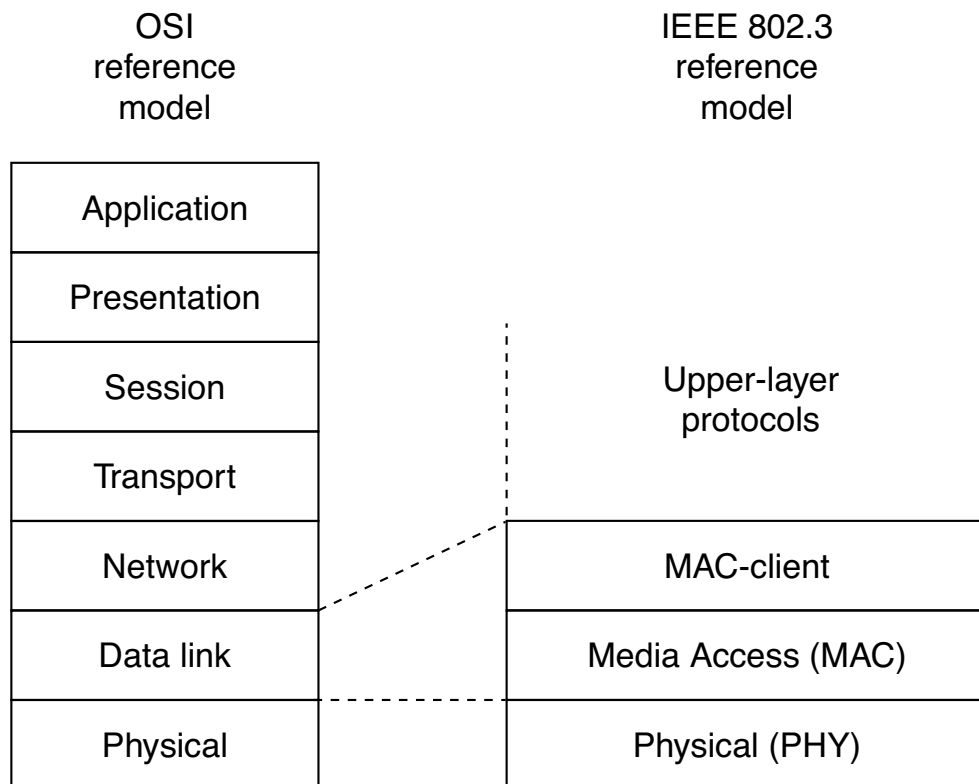 OSI
reference
model
IEEE 802.3
reference
model
Application
Presentation
Session
Transport
Network
Data link
Physical
Upper-layer
protocols
MAC-client
Media Access (MAC)
Physical (PHY)